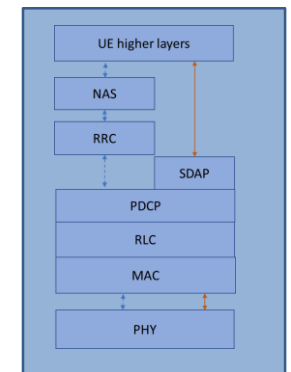 UE higher layers
NAS
RRC
SDAP
PDCP
RLC
MAC
PHY